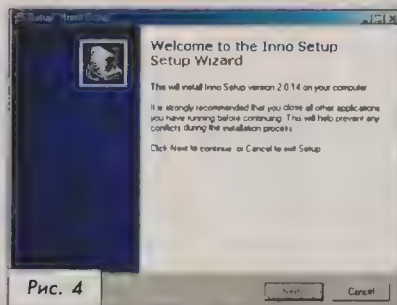 Welcome to the Inno Setup
Setup Wizard
This will install Inno Setup version 2.0.14 on your computer
It is strongly recommended that you close all other applications
you have running before continuing. This will help prevent any
conflicts during the installation process.
Click Next to continue, or Cancel to exit Setup.
Cancel
Рис. 4